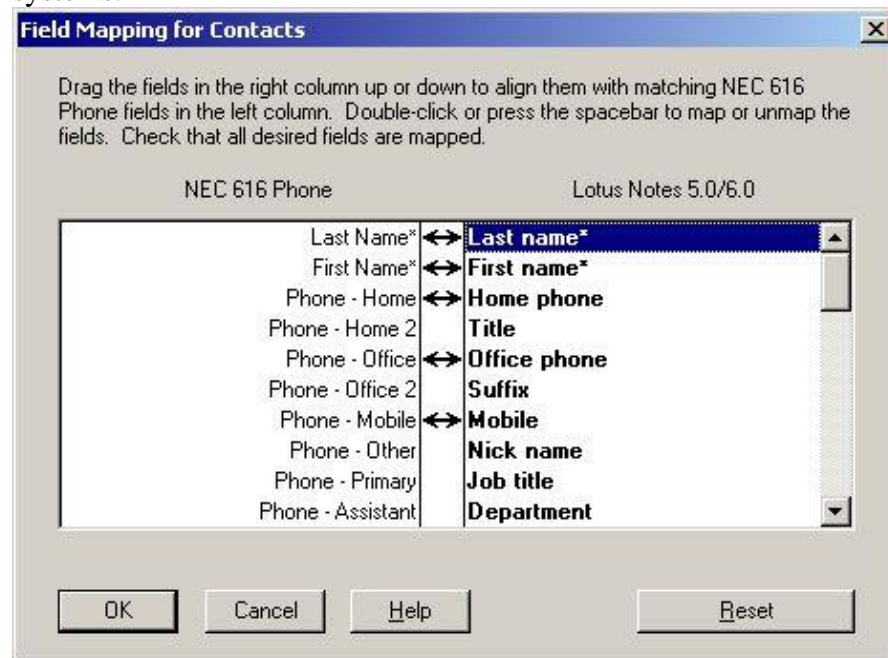 Field Mapping for Contacts
Drag the fields in the right column up or down to align them with matching NEC 616
Phone fields in the left column. Double-click or press the spacebar to map or unmap the
fields. Check that all desired fields are mapped.
NEC 616 Phone Lotus Notes 5.0/6.0
Last Name* Last name*
First Name* First name*
Phone - Home Home phone
Phone - Home 2 Title
Phone - Office Office phone
Phone - Office 2 Suffix
Phone - Mobile Mobile
Phone - Other Nick name
Phone - Primary Job title
Phone - Assistant Department
OK Cancel Help Reset